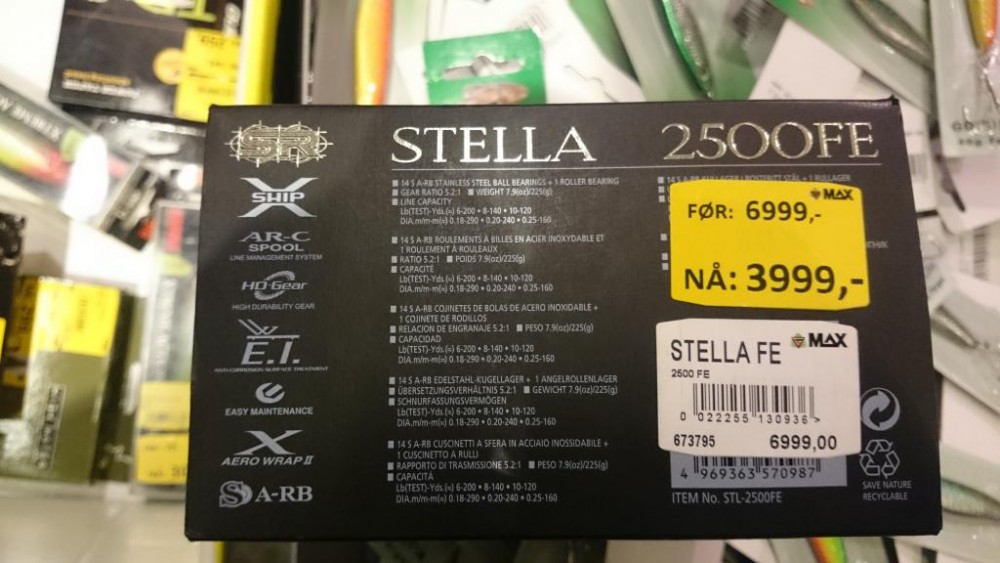 SR
STELLA 2500FE
X
SHIP
AR-C
SPOOL
LINE MANAGEMENT SYSTEM
HD-Gear
HIGH DURABILITY GEAR
E.I.
ANTI-CORROSION SURFACE TREATMENT
EASY MAINTENANCE
AERO WRAP II
S A-RB
■ 14 S A-RB STAINLESS STEEL BALL BEARINGS + 1 ROLLER BEARING
■ GEAR RATIO 5.2:1 ■ WEIGHT 7.9(oz)/225(g)
■ LINE CAPACITY
Lb(TEST)-Yds.(≈) 6-200 • 8-140 • 10-120
DIA.m/m-m(≈) 0.18-290 • 0.20-240 • 0.25-160
■ 14 S A-RB ROULEMENTS A BILLES EN ACIER INOXYDABLE ET
1 ROULEMENT A ROULEAUX
■ RATIO 5.2:1 ■ POIDS 7.9(oz)/225(g)
■ CAPACITÉ
Lb(TEST)-Yds.(≈) 6-200 • 8-140 • 10-120
DIA.m/m-m(≈) 0.18-290 • 0.20-240 • 0.25-160
■ 14 S A-RB COJINETES DE BOLAS DE ACERO INOXIDABLE +
1 COJINETE DE RODILLOS
■ RELACION DE ENGRANAJE 5.2:1 ■ PESO 7.9(oz)/225(g)
■ CAPACIDAD
Lb(TEST)-Yds.(≈) 6-200 • 8-140 • 10-120
DIA.m/m-m(≈) 0.18-290 • 0.20-240 • 0.25-160
■ 14 S A-RB EDELSTAHL-KUGELLAGER + 1 ANGELROLLENLAGER
■ ÜBERSETZUNGSVERHÄLTNIS 5.2:1 ■ GEWICHT 7.9(oz)/225(g)
■ SCHNURFASSUNGSVERMÖGEN
Lb(TEST)-Yds.(≈) 6-200 • 8-140 • 10-120
DIA.m/m-m(≈) 0.18-290 • 0.20-240 • 0.25-160
■ 14 S A-RB CUSCINETTI A SFERA IN ACCIAIO INOSSIDABILE +
1 CUSCINETTO A RULLI
■ RAPPORTO DI TRASMISSIONE 5.2:1 ■ PESO 7.9(oz)/225(g)
■ CAPACITÀ
Lb(TEST)-Yds.(≈) 6-200 • 8-140 • 10-120
DIA.m/m-m(≈) 0.18-290 • 0.20-240 • 0.25-160
MAX
FØR: 6999,-
NÅ: 3999,-
STELLA FE MAX
2500 FE
0 022255 130936 >
673795 6999,00
4 969363 570987
ITEM No. STL-2500FE
SAVE NATURE
RECYCLABLE